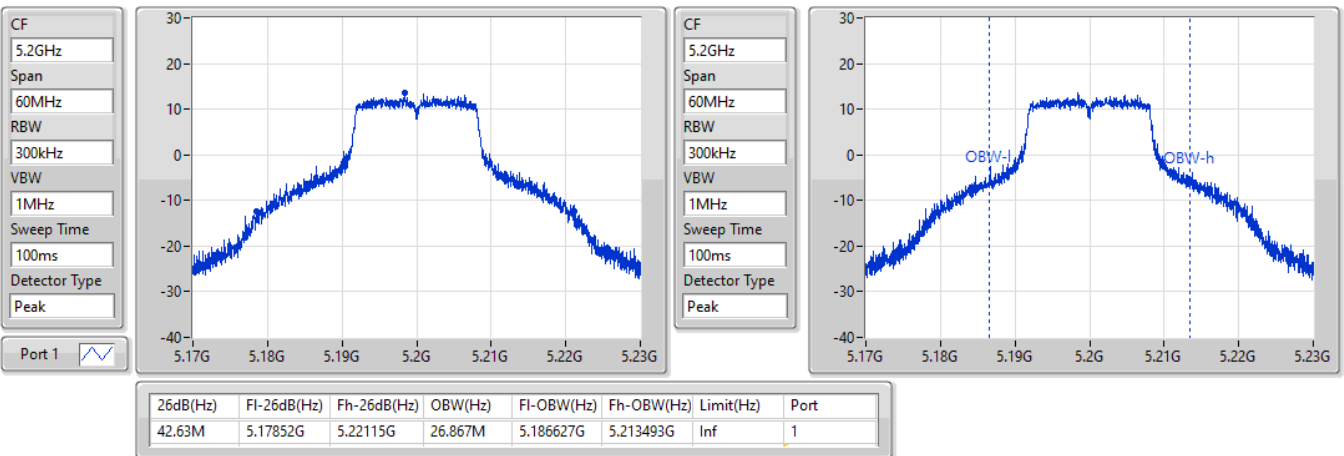 CF
5.2GHz
Span
60MHz
RBW
300kHz
VBW
1MHz
Sweep Time
100ms
Detector Type
Peak
Port 1
30
20
10
0
-10
-20
-30
-40
5.17G 5.18G 5.19G 5.2G 5.21G 5.22G 5.23G
CF
5.2GHz
Span
60MHz
RBW
300kHz
VBW
1MHz
Sweep Time
100ms
Detector Type
Peak
30
20
10
0
-10
-20
-30
-40
OBW-l OBW-h
5.17G 5.18G 5.19G 5.2G 5.21G 5.22G 5.23G
26dB(Hz) Fl-26dB(Hz) Fh-26dB(Hz) OBW(Hz) Fl-OBW(Hz) Fh-OBW(Hz) Limit(Hz) Port
42.63M 5.17852G 5.22115G 26.867M 5.186627G 5.213493G Inf 1